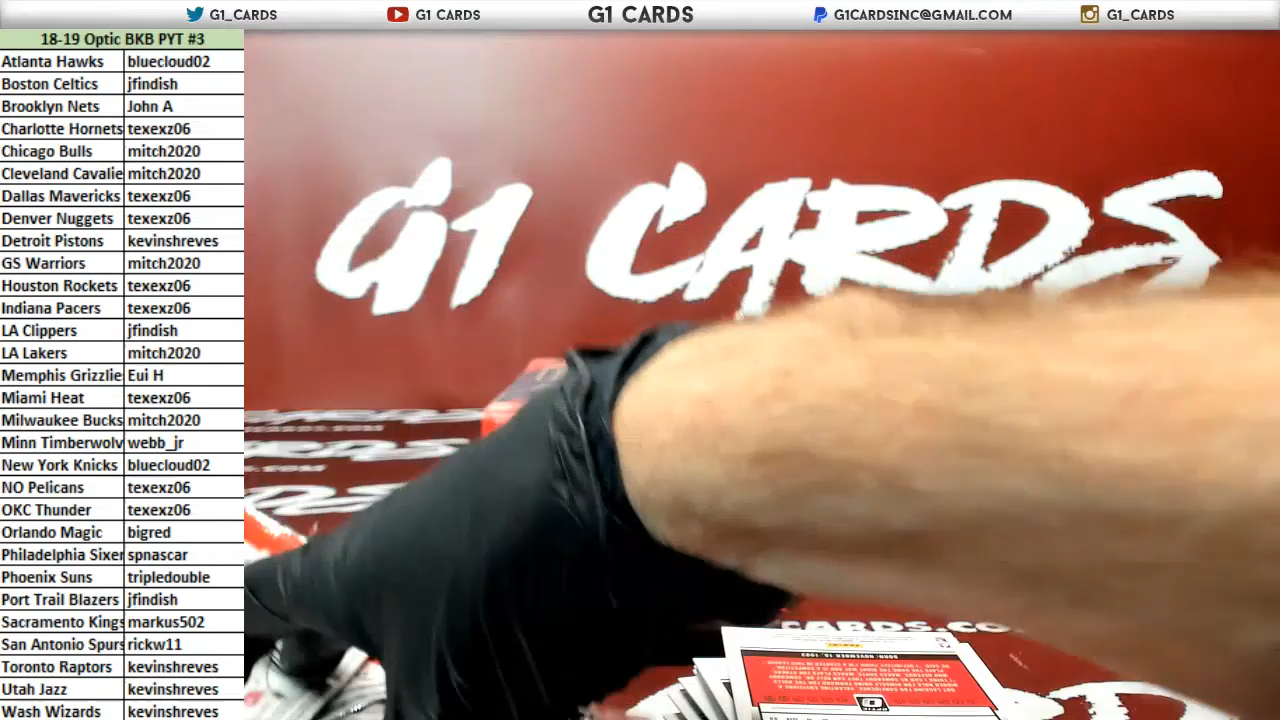 G1_CARDS
G1 CARDS
G1 CARDS
G1CARDSINC@GMAIL.COM
G1_CARDS
18-19 Optic BKB PYT #3
Atlanta Hawks bluecloud02
Boston Celtics jfindish
Brooklyn Nets John A
Charlotte Hornets texexz06
Chicago Bulls mitch2020
Cleveland Cavalie mitch2020
Dallas Mavericks texexz06
Denver Nuggets texexz06
Detroit Pistons kevinshreves
GS Warriors mitch2020
Houston Rockets texexz06
Indiana Pacers texexz06
LA Clippers jfindish
LA Lakers mitch2020
Memphis Grizzlie Eui H
Miami Heat texexz06
Milwaukee Bucks mitch2020
Minn Timberwolv webb_jr
New York Knicks bluecloud02
NO Pelicans texexz06
OKC Thunder texexz06
Orlando Magic bigred
Philadelphia Sixer spnascar
Phoenix Suns tripledouble
Port Trail Blazers jfindish
Sacramento Kings markus502
San Antonio Spurs rickw11
Toronto Raptors kevinshreves
Utah Jazz kevinshreves
Wash Wizards kevinshreves
G1 CARDS
CARDS.CO
OPTIC